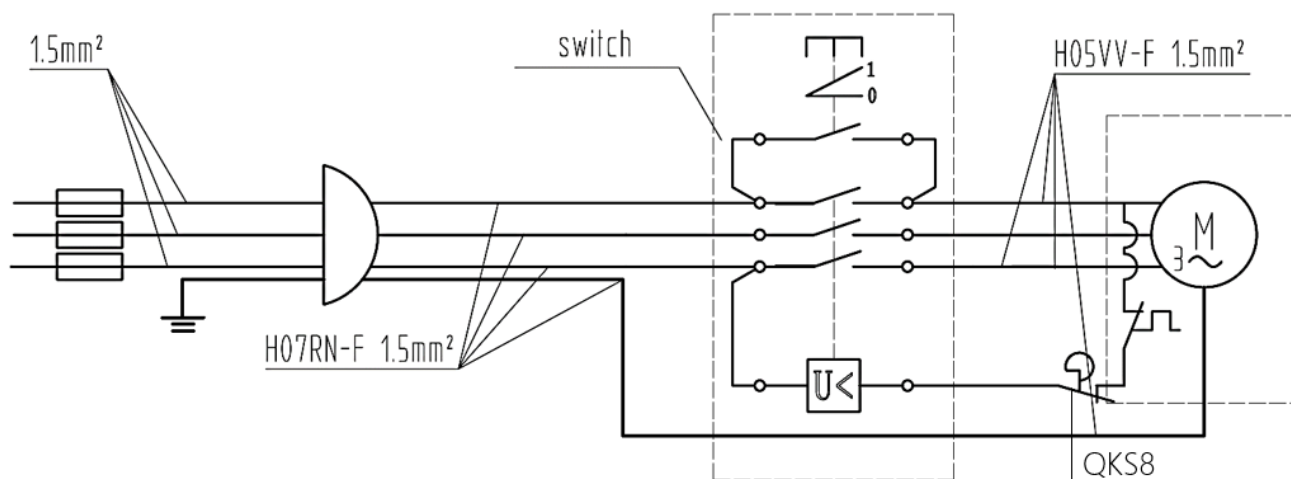 1.5mm²
switch
H05VV-F 1.5mm²
1
0
M
3
H07RN-F 1.5mm²
U<
QKS8